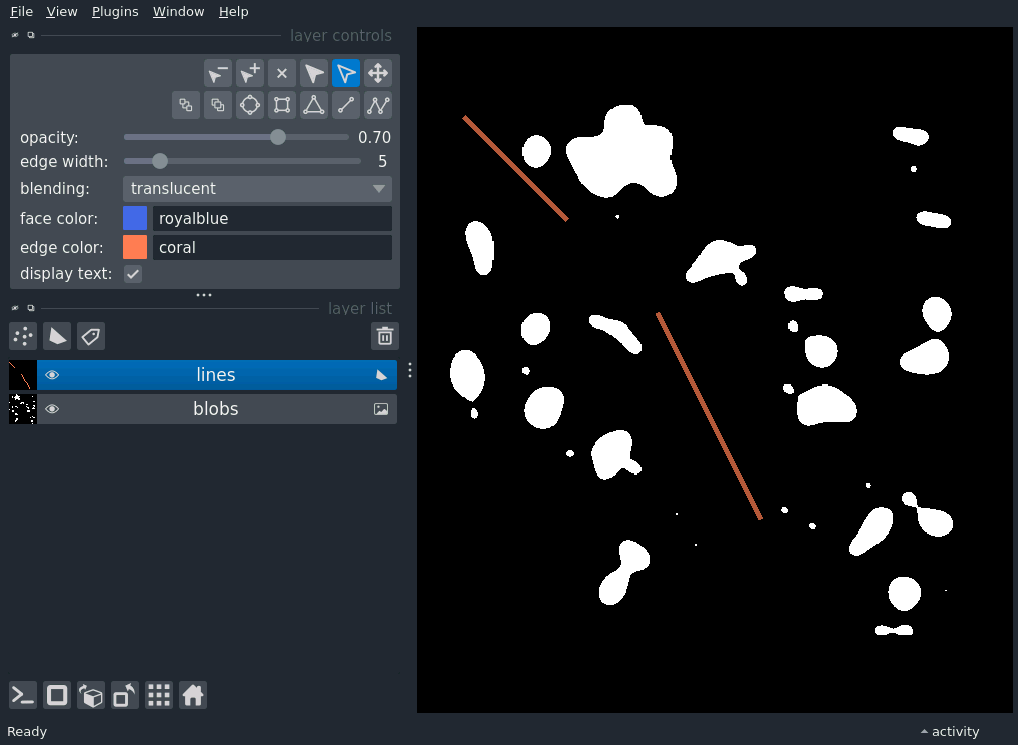 File View Plugins Window Help
layer controls
opacity: 0.70
edge width: 5
blending: translucent
face color: royalblue
edge color: coral
display text:
layer list
lines
blobs
Ready activity